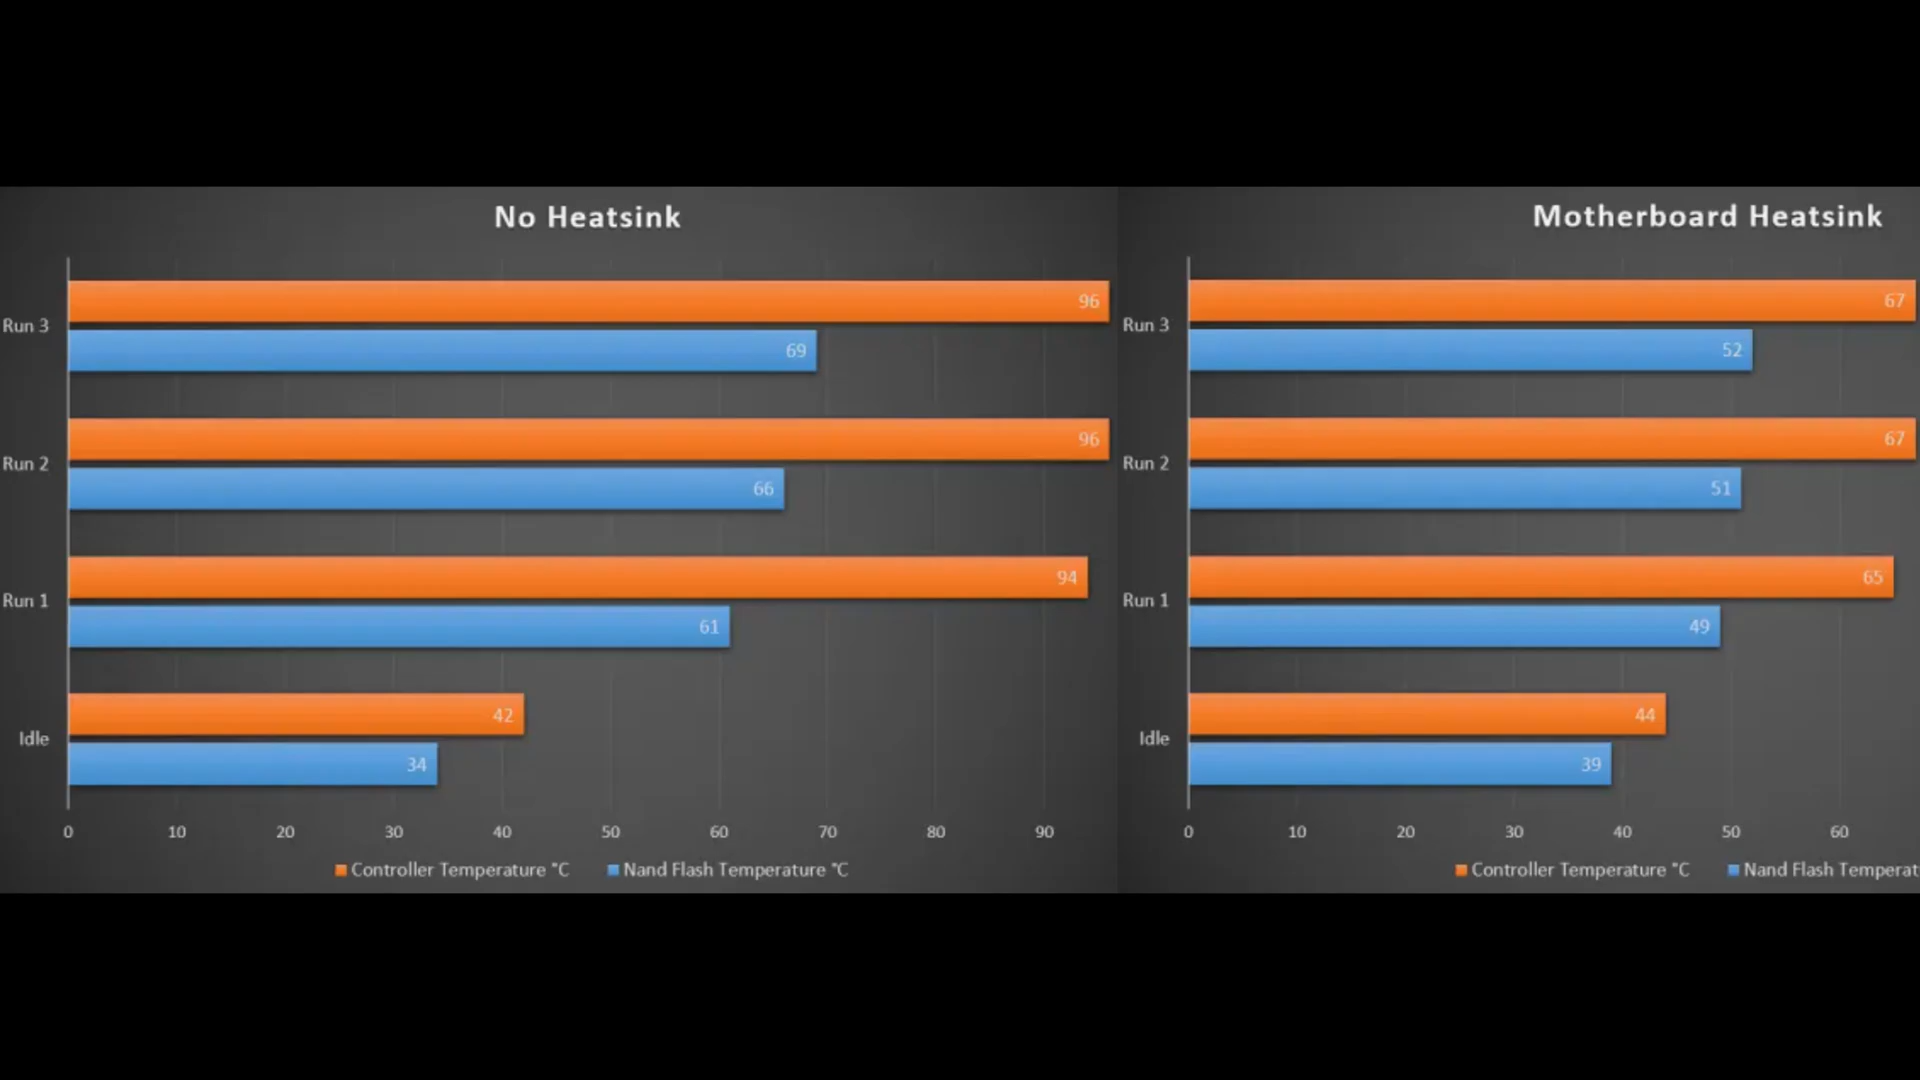 No Heatsink
Run 3
96
69
Run 2
96
66
Run 1
94
61
Idle
42
34
0 10 20 30 40 50 60 70 80 90
Controller Temperature °C Nand Flash Temperature °C
Motherboard Heatsink
Run 3
67
52
Run 2
67
51
Run 1
65
49
Idle
44
39
0 10 20 30 40 50 60
Controller Temperature °C Nand Flash Temperat